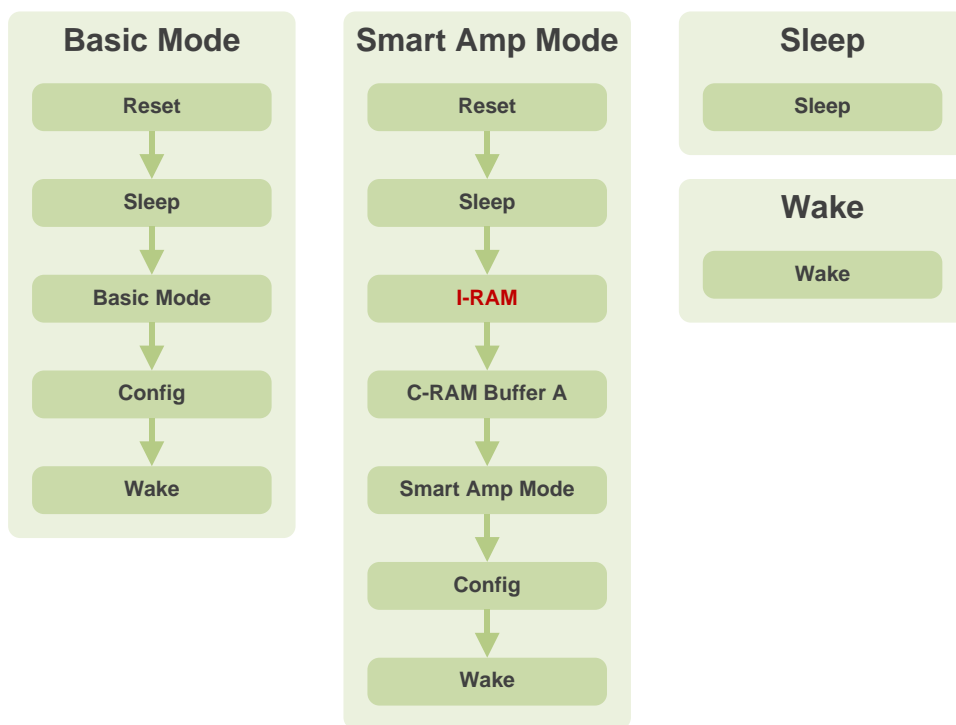 Basic Mode
Reset
Sleep
Basic Mode
Config
Wake
Smart Amp Mode
Reset
Sleep
I-RAM
C-RAM Buffer A
Smart Amp Mode
Config
Wake
Sleep
Sleep
Wake
Wake